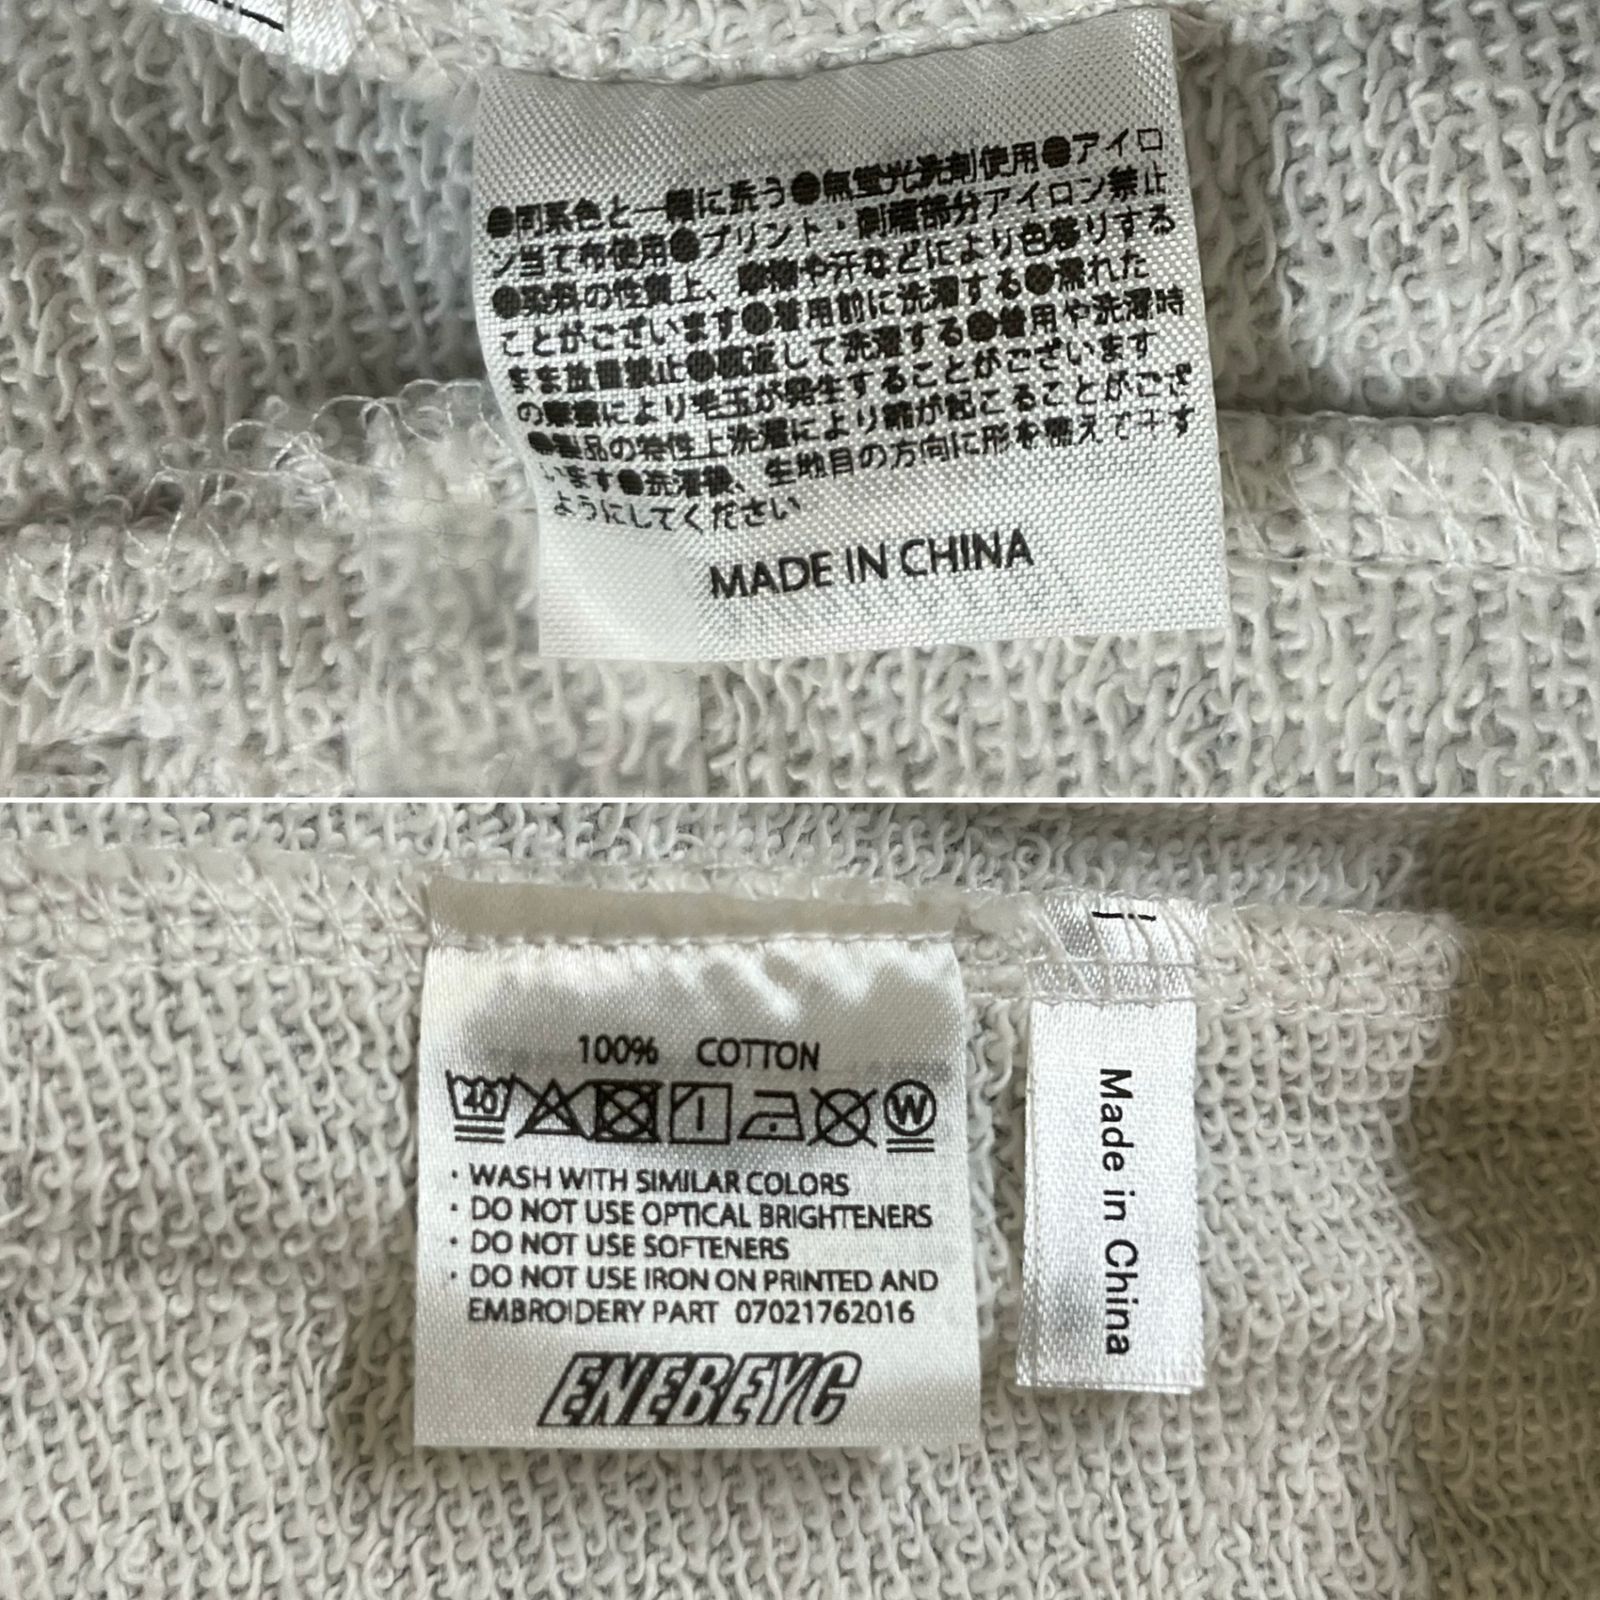 ●同系色と一緒に洗う●無蛍光洗剤使用●アイロ
ン当て布使用●プリント・刺繍部分アイロン禁止
●染料の性質上、摩擦や汗などにより色移りする
ことがございます●着用前に洗濯する●濡れた
まま放置禁止●裏返して洗濯する●着用や洗濯時
の摩擦により毛玉が発生することがございます
●製品の特性上洗濯により縮が起こることがござ
います●洗濯後、生地目の方向に形を整えて干す
ようにしてください
MADE IN CHINA
100% COTTON
40
W
· WASH WITH SIMILAR COLORS
· DO NOT USE OPTICAL BRIGHTENERS
· DO NOT USE SOFTENERS
· DO NOT USE IRON ON PRINTED AND
EMBROIDERY PART 07021762016
ENEBEYC
Made in China